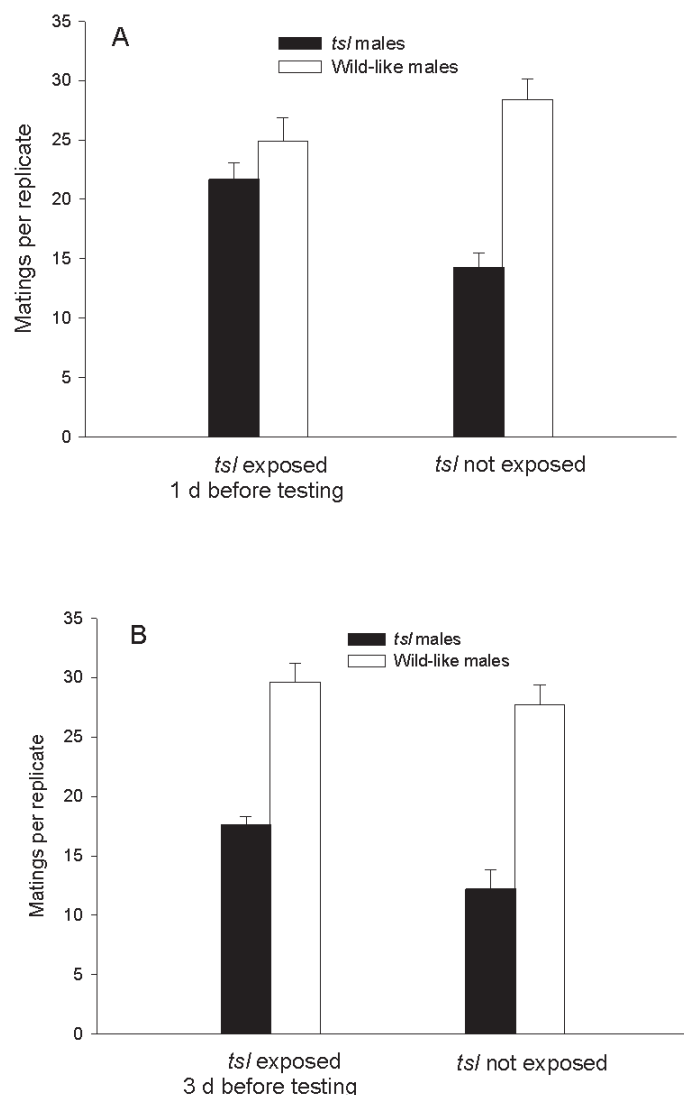 A
tsl males
Wild-like males
35
30
25
20
15
10
5
0
Matings per replicate
tsl exposed
1 d before testing
tsl not exposed
B
tsl males
Wild-like males
35
30
25
20
15
10
5
0
Matings per replicate
tsl exposed
3 d before testing
tsl not exposed